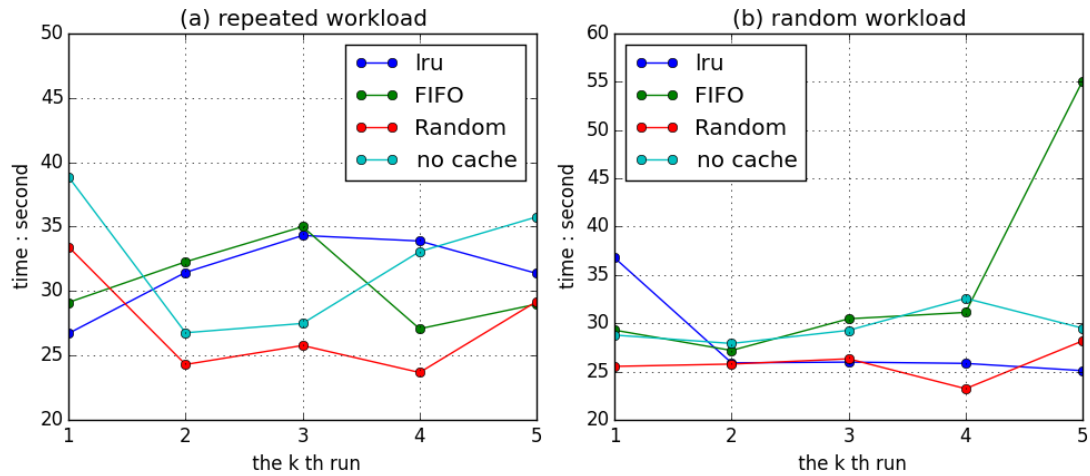 (a) repeated workload
50
45
40
35
30
25
20
time : second
lru
FIFO
Random
no cache
1 2 3 4 5
the k th run
(b) random workload
60
55
50
45
40
35
30
25
20
time : second
lru
FIFO
Random
no cache
1 2 3 4 5
the k th run